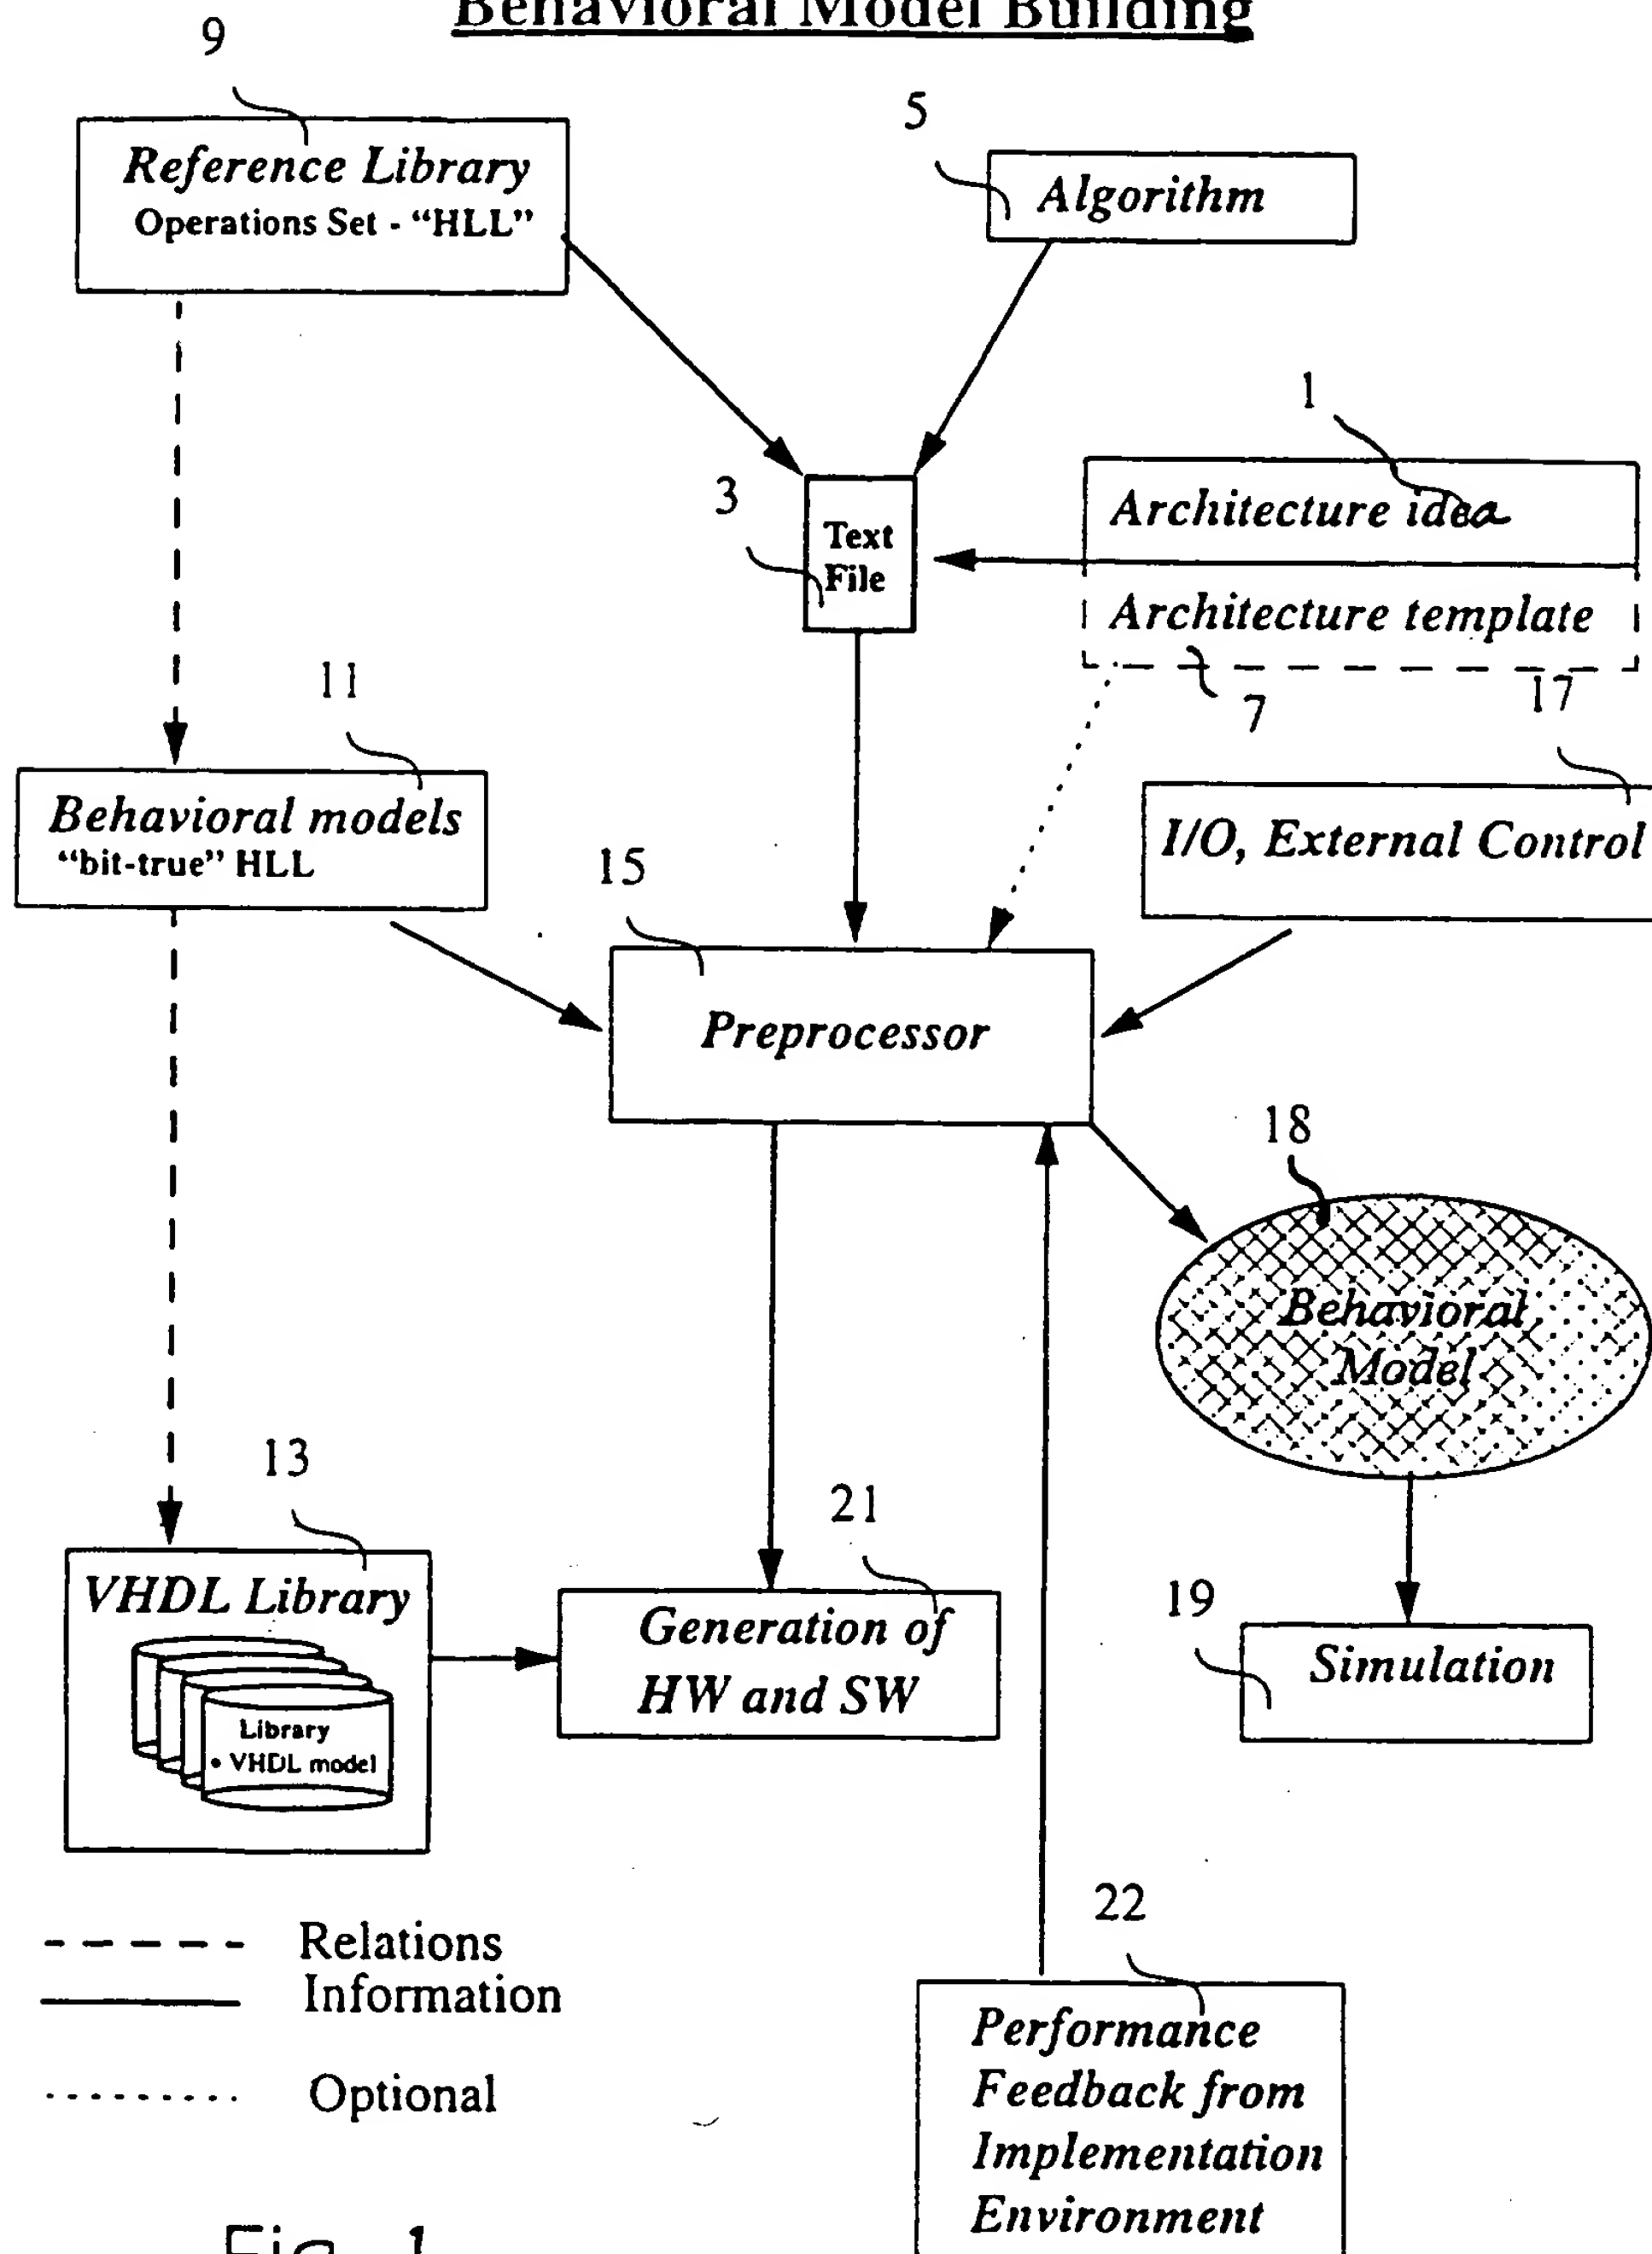 Behavioral Model Building
9
Reference Library
Operations Set - “HLL”
5
Algorithm
1
Architecture idea
3
Text
File
Architecture template
7
17
11
Behavioral models
“bit-true” HLL
I/O, External Control
15
Preprocessor
18
Behavioral
Model
13
VHDL Library
Library
• VHDL model
21
Generation of
HW and SW
19
Simulation
22
Performance
Feedback from
Implementation
Environment
Relations
Information
Optional
Fig. 1